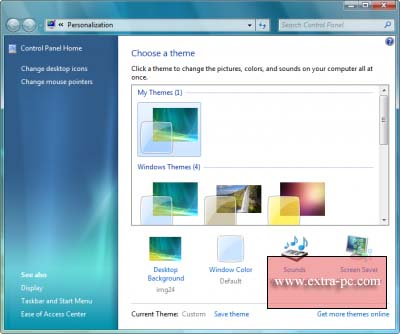 Personalization
Search Control Panel
Control Panel Home
Change desktop icons
Change mouse pointers
Choose a theme
Click a theme to change the pictures, colors, and sounds on your computer all at
once.
My Themes (1)
Windows Themes (4)
Desktop
Background
img24
Window Color
Default
Sounds
Screen Saver
www.extra-pc.com
See also
Display
Taskbar and Start Menu
Ease of Access Center
Current Theme: Custom
Save theme
Get more themes online